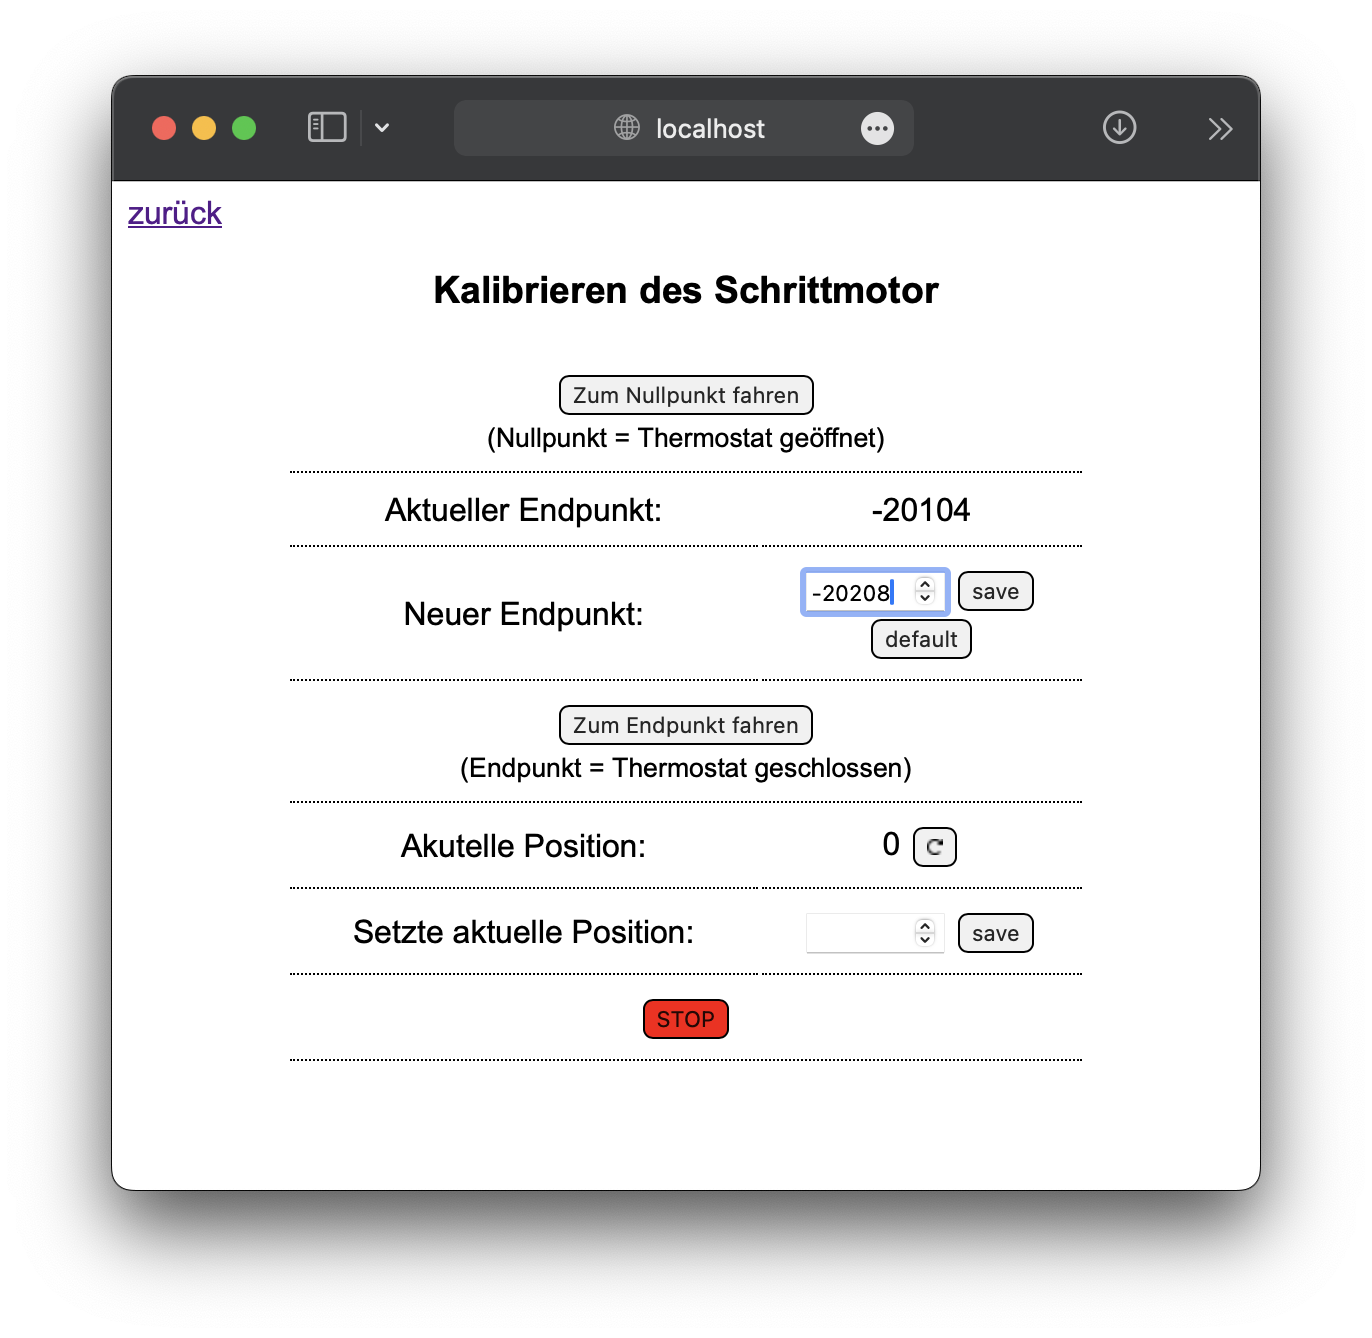 localhost
zurück
Kalibrieren des Schrittmotor
Zum Nullpunkt fahren
(Nullpunkt = Thermostat geöffnet)
Aktueller Endpunkt: -20104
Neuer Endpunkt: -20208 save
default
Zum Endpunkt fahren
(Endpunkt = Thermostat geschlossen)
Akutelle Position: 0
Setzte aktuelle Position: save
STOP